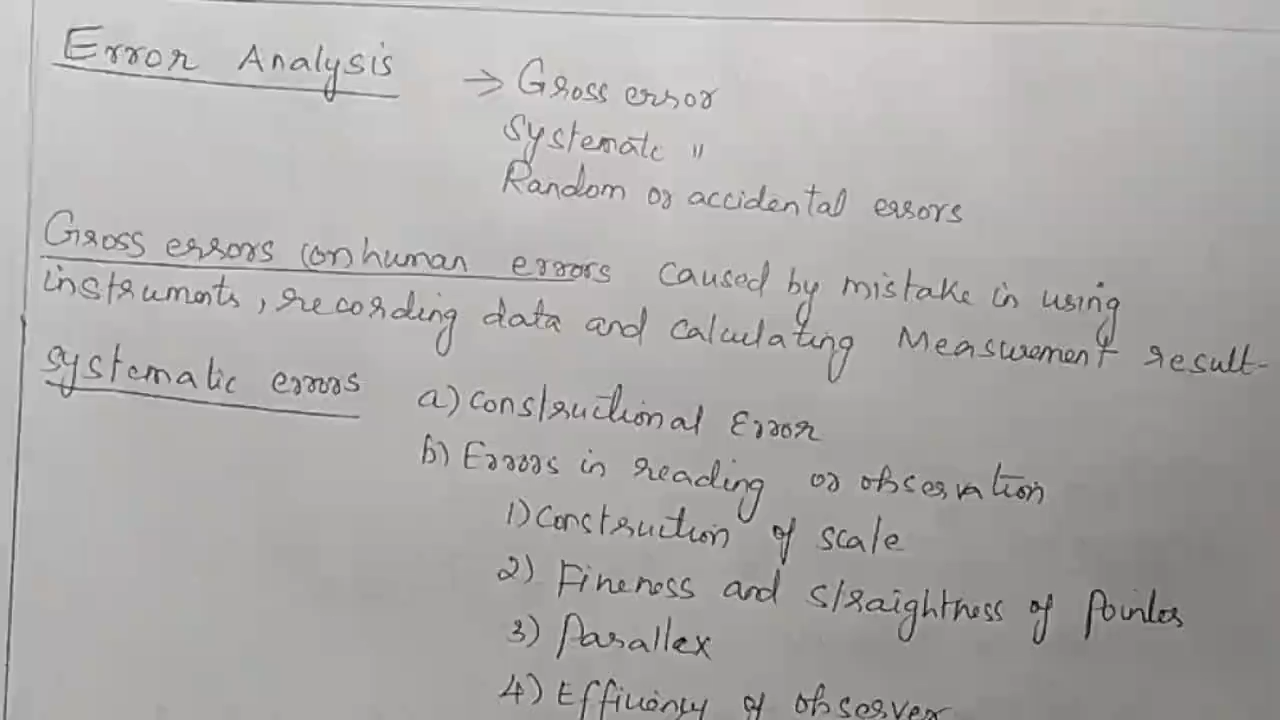 Error Analysis → Gross error
Systematic "
Random or accidental errors
Gross errors (or) human errors caused by mistake in using
instruments, recording data and calculating Measurement result-
systematic errors a) Constructional Error
b) Errors in reading or observation
1) Construction of scale
2) Fineness and straightness of Pointer
3) Parallex
4) Efficiency of observer